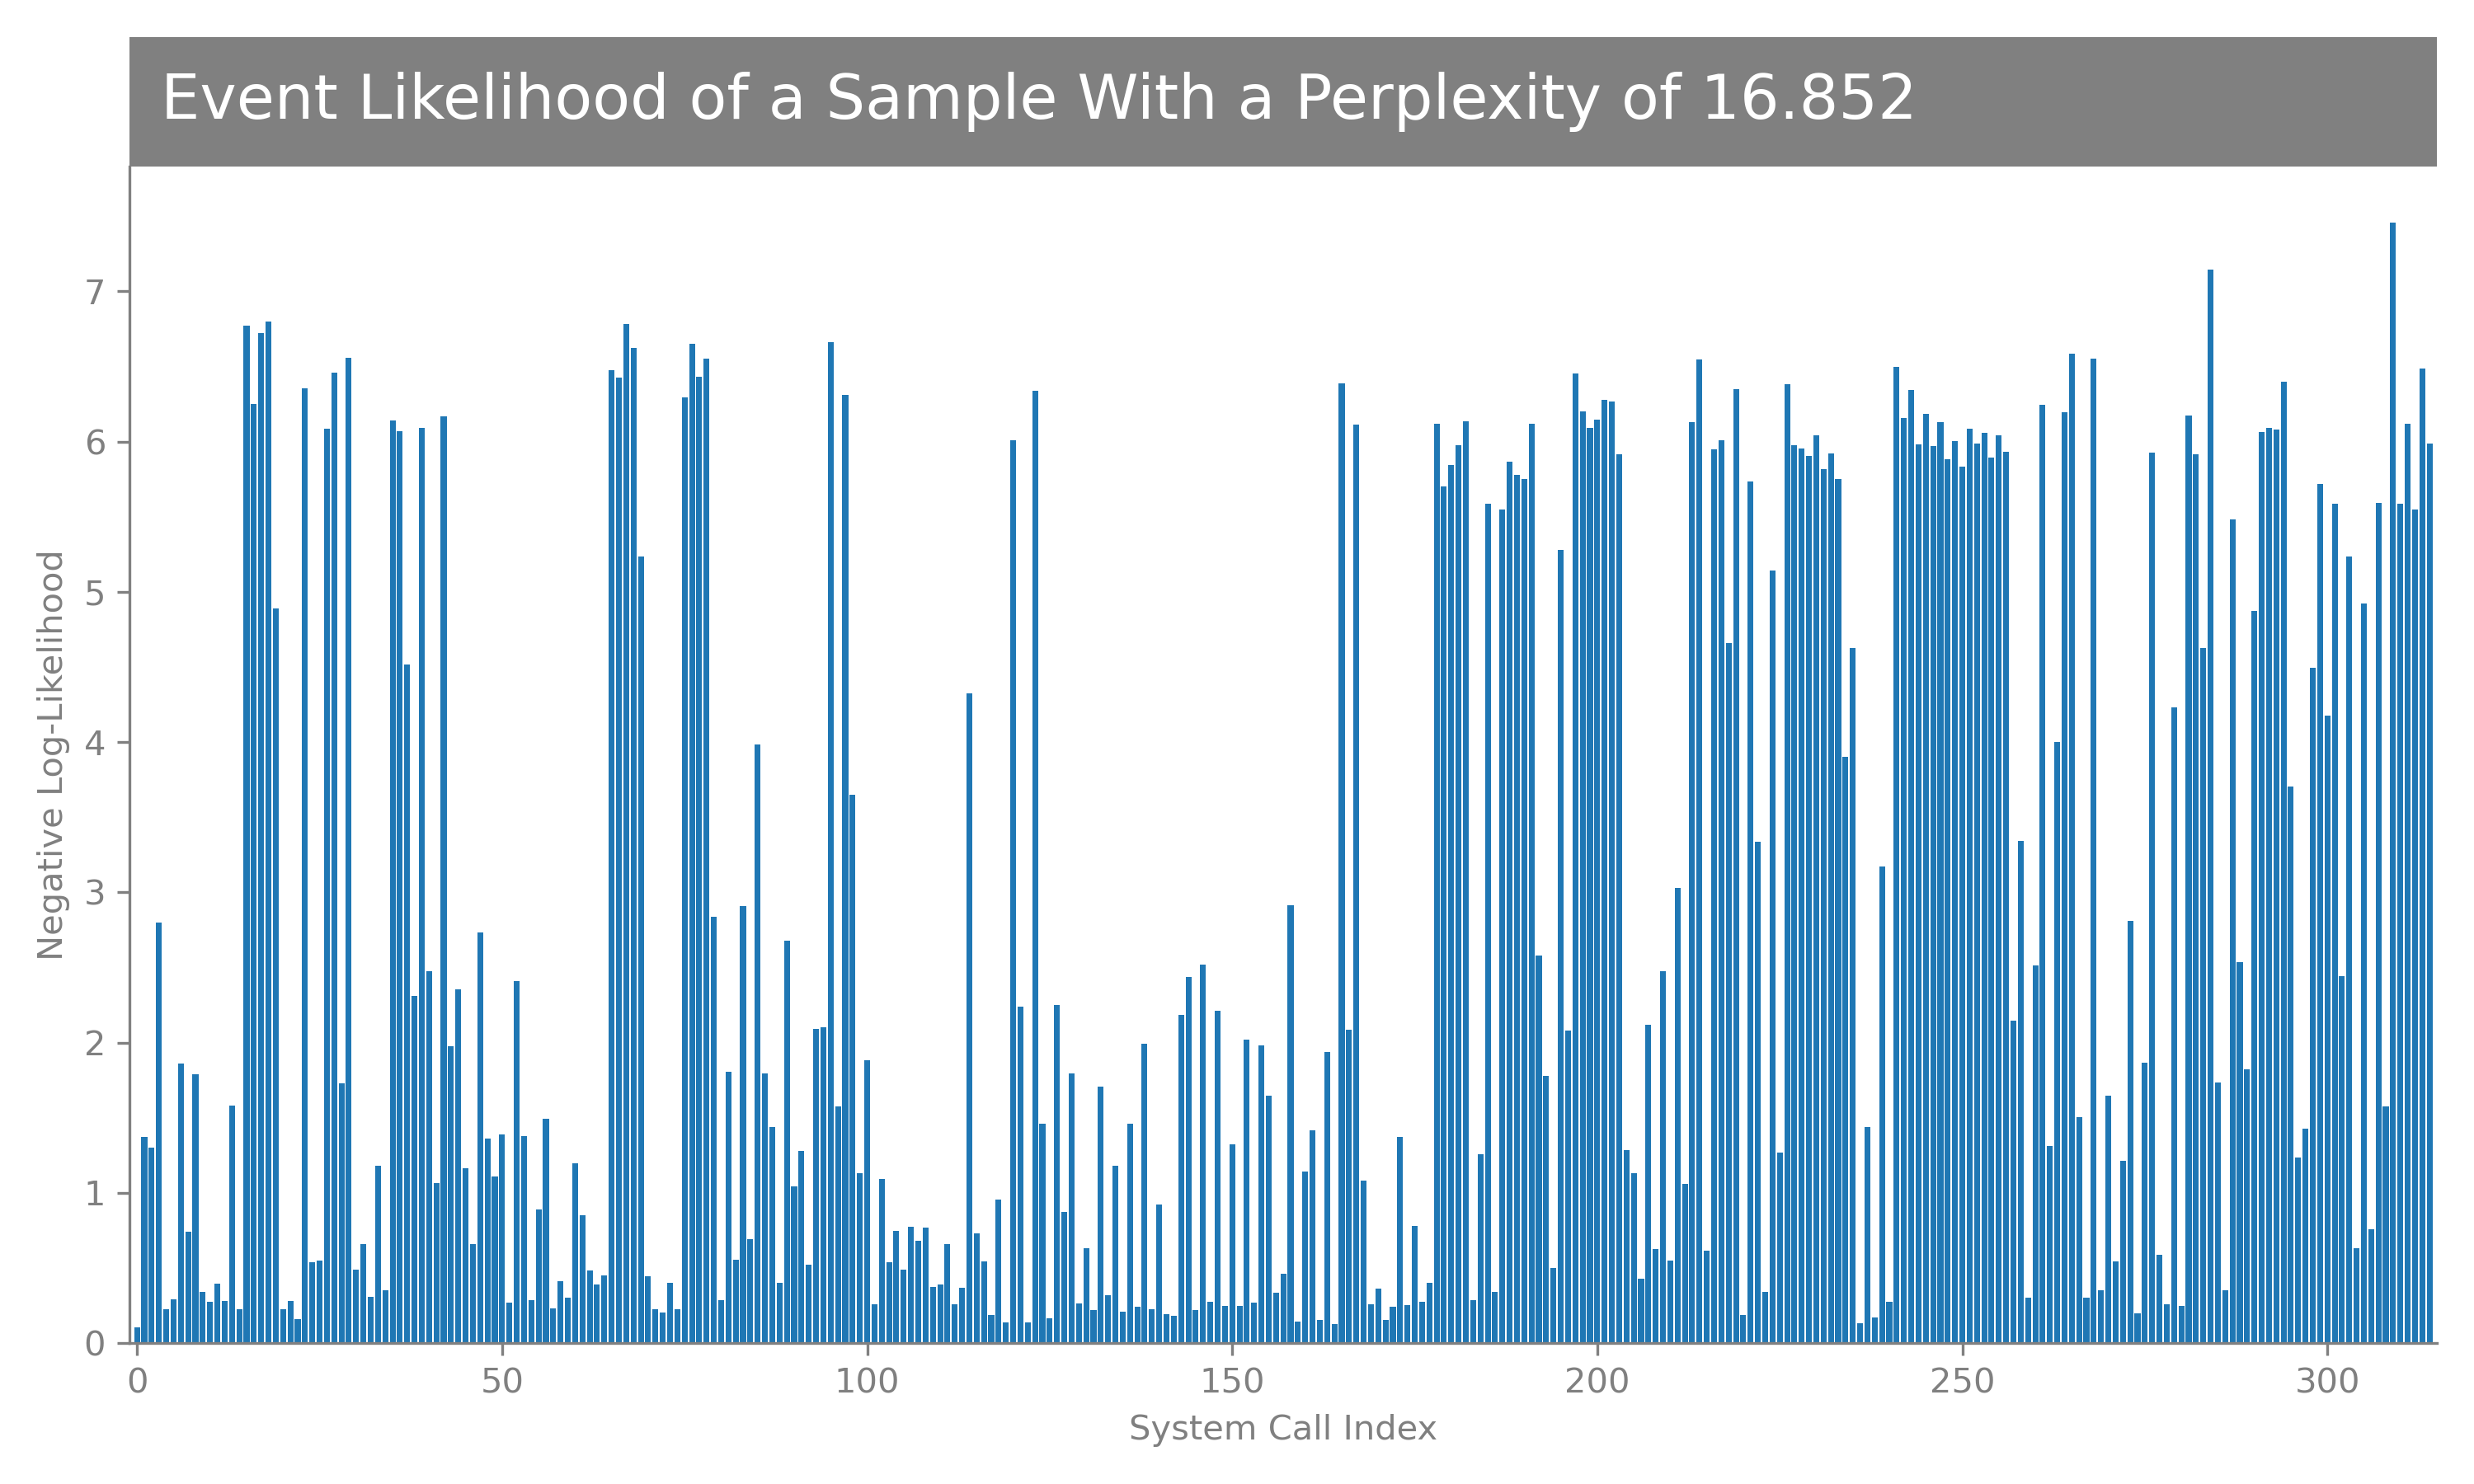 Event Likelihood of a Sample With a Perplexity of 16.852
Negative Log-Likelihood
7
6
5
4
3
2
1
0
0 50 100 150 200 250 300
System Call Index